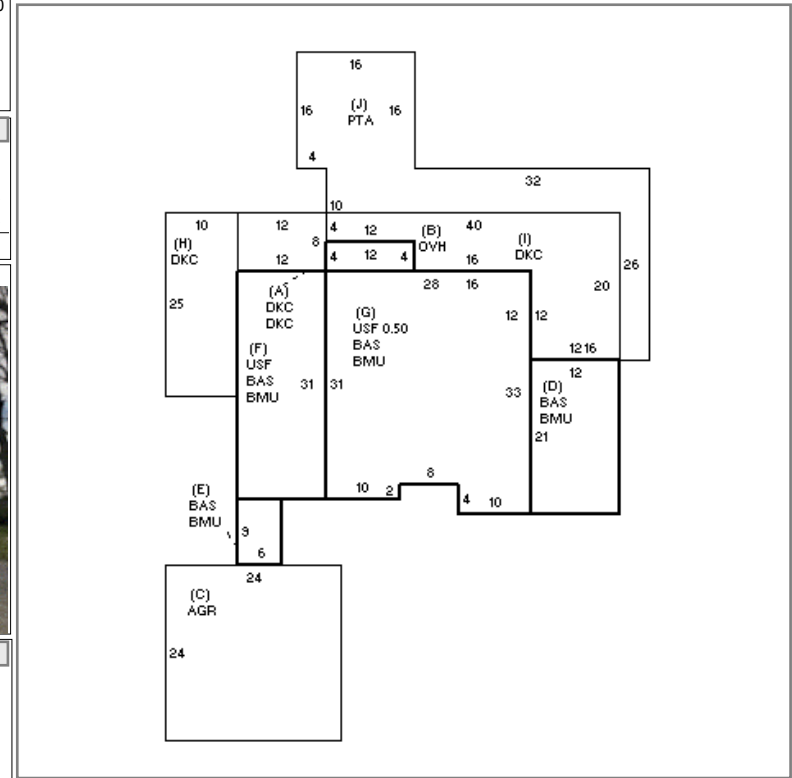 16
16 (J) 16
PTA
4
32
10
10 12 4 12 (B) 40
OVH
(H)
DKC
8
(I)
DKC
12 4 12 4 16
26
20
28 16
25
(A)
DKC
DKC
(G)
USF 0.50
BAS
BMU
12 12
(F)
USF
BAS
BMU
1216
12
31 31
33
(D)
BAS
BMU
21
8
10 2
4 10
(E)
BAS
BMU
9
6
24
(C)
AGR
24